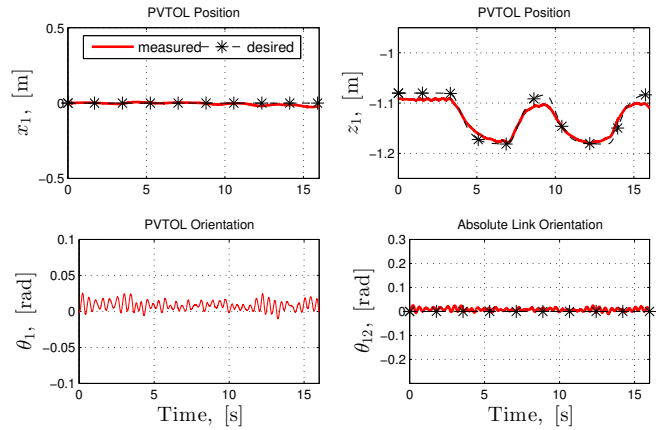 PVTOL Position
measured
desired
x1, [m]
0.5
0
−0.5
0 5 10 15
PVTOL Position
z1, [m]
−1
−1.1
−1.2
0 5 10 15
PVTOL Orientation
θ1, [rad]
0.1
0.05
0
−0.05
−0.1
0 5 10 15
Time, [s]
Absolute Link Orientation
θ12, [rad]
0.3
0.2
0.1
0
−0.1
−0.2
0 5 10 15
Time, [s]